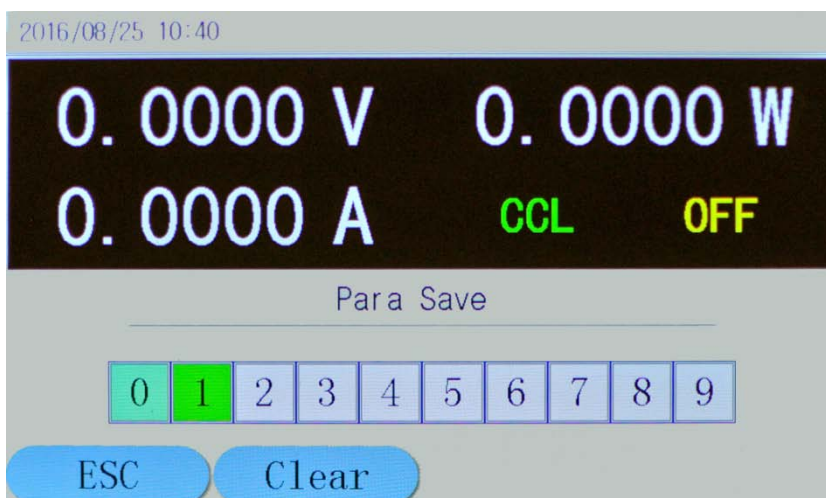 2016/08/25 10:40
0.0000 V 0.0000 W
0.0000 A CCL OFF
Para Save
0 1 2 3 4 5 6 7 8 9
ESC Clear